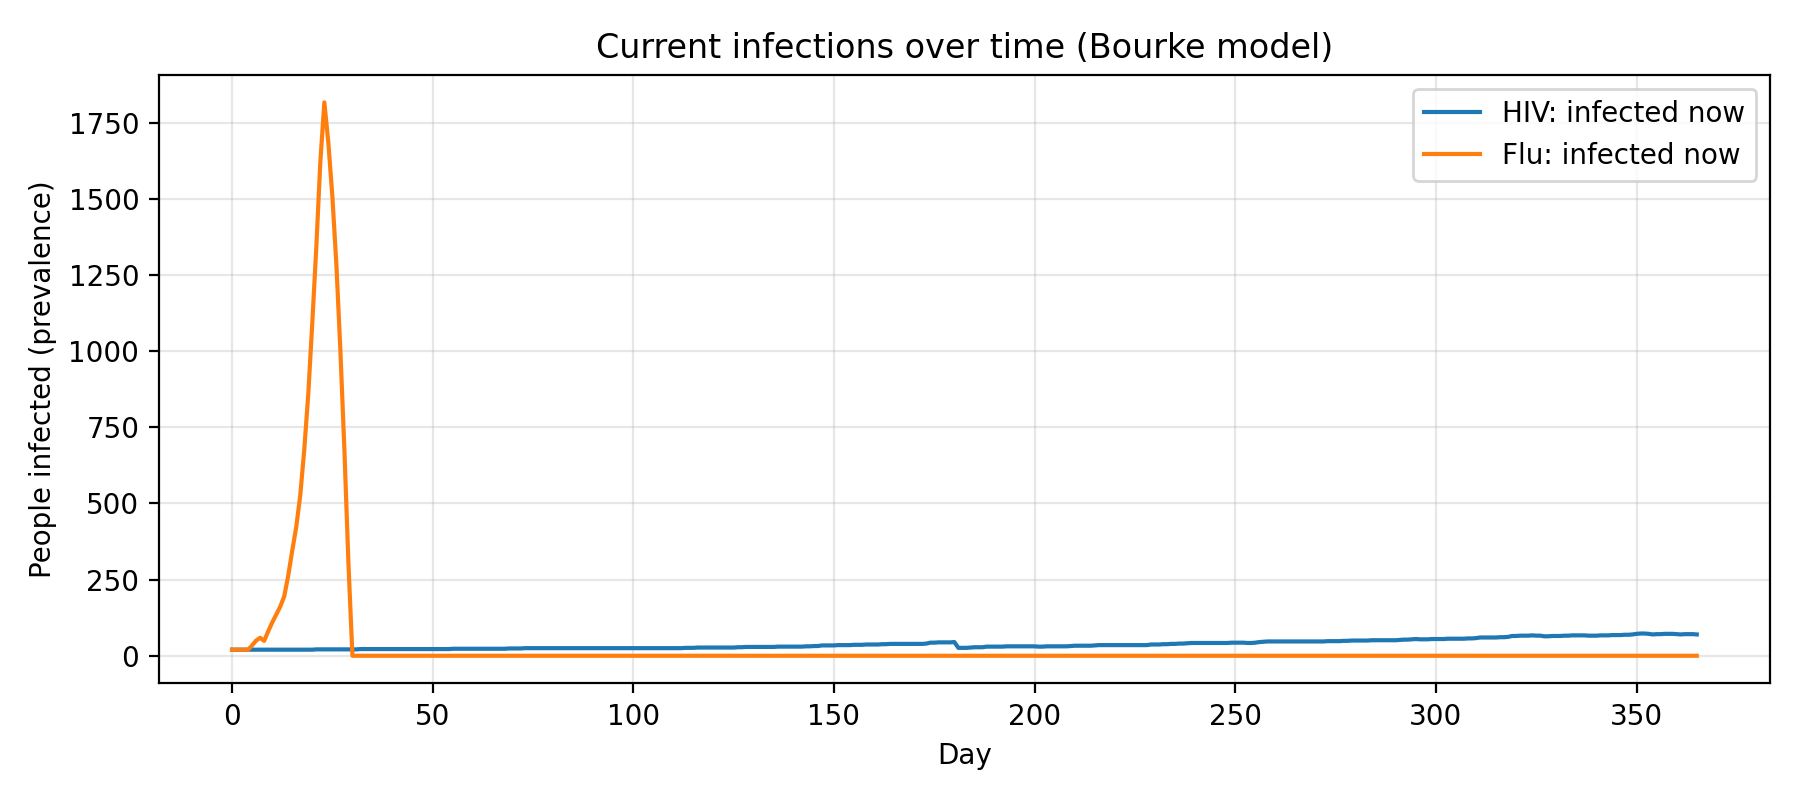 Current infections over time (Bourke model)
HIV: infected now
Flu: infected now
People infected (prevalence)
1750
1500
1250
1000
750
500
250
0
0 50 100 150 200 250 300 350
Day